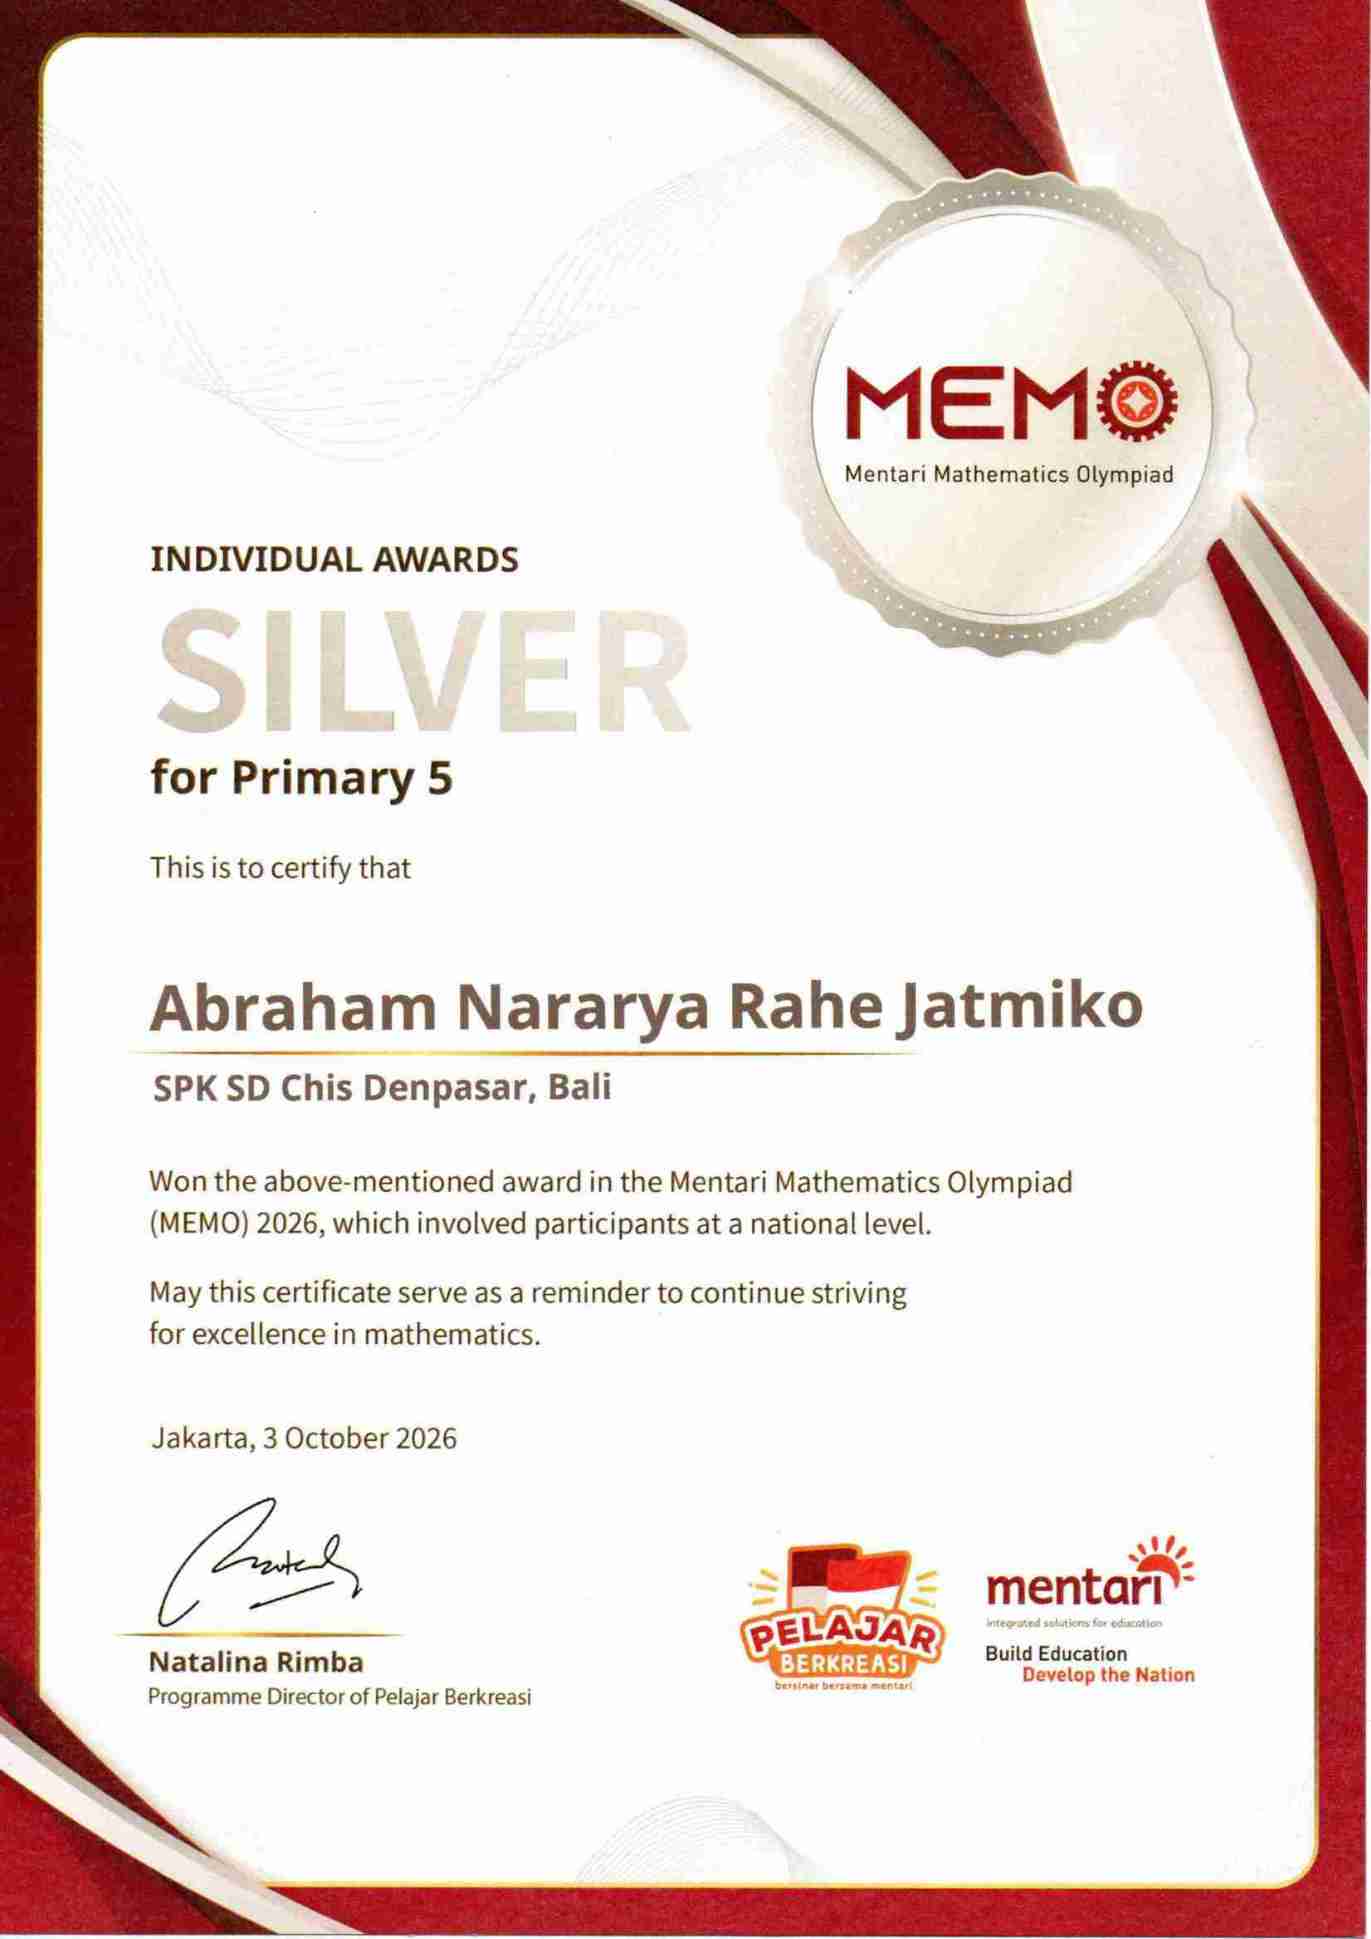 MEMO
Mentari Mathematics Olympiad
INDIVIDUAL AWARDS
SILVER
for Primary 5
This is to certify that
Abraham Nararya Rahe Jatmiko
SPK SD Chis Denpasar, Bali
Won the above-mentioned award in the Mentari Mathematics Olympiad
(MEMO) 2026, which involved participants at a national level.
May this certificate serve as a reminder to continue striving
for excellence in mathematics.
Jakarta, 3 October 2026
Natalina Rimba
Programme Director of Pelajar Berkreasi
PELAJAR
BERKREASI
bersinar bersama mentari
mentari
integrated solutions for education
Build Education
Develop the Nation